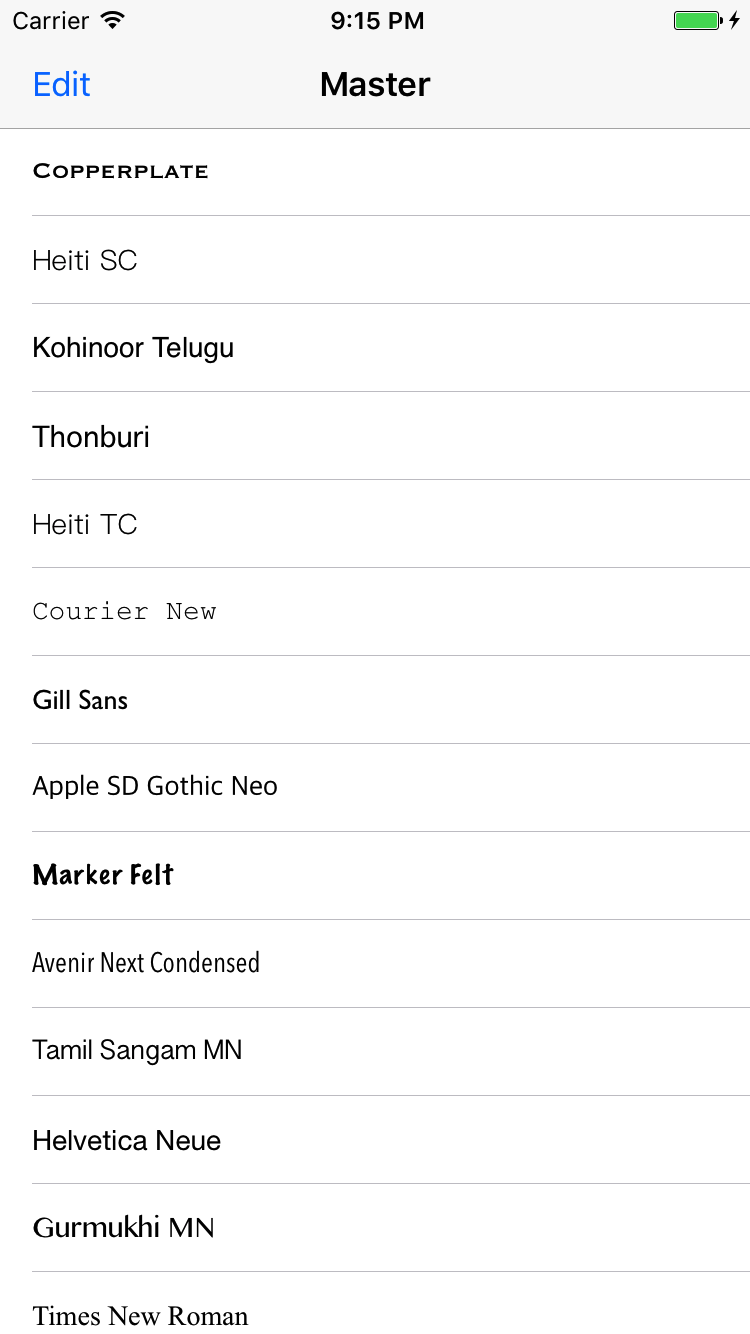 Carrier 9:15 PM
Edit Master
Copperplate
Heiti SC
Kohinoor Telugu
Thonburi
Heiti TC
Courier New
Gill Sans
Apple SD Gothic Neo
Marker Felt
Avenir Next Condensed
Tamil Sangam MN
Helvetica Neue
Gurmukhi MN
Times New Roman